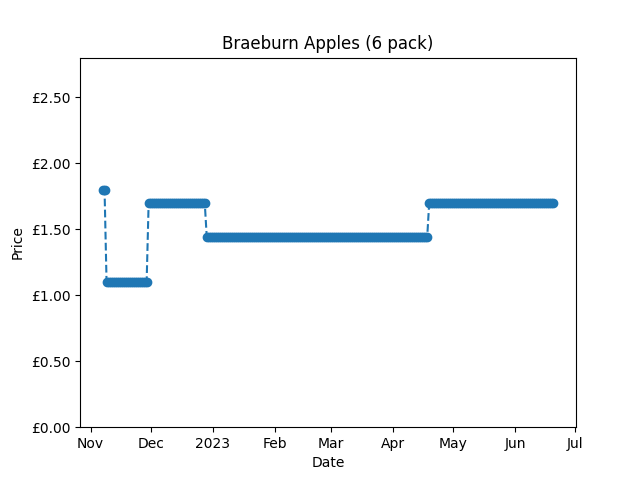 Braeburn Apples (6 pack)
£2.50
£2.00
£1.50
£1.00
£0.50
£0.00
Price
Nov Dec 2023 Feb Mar Apr May Jun Jul
Date